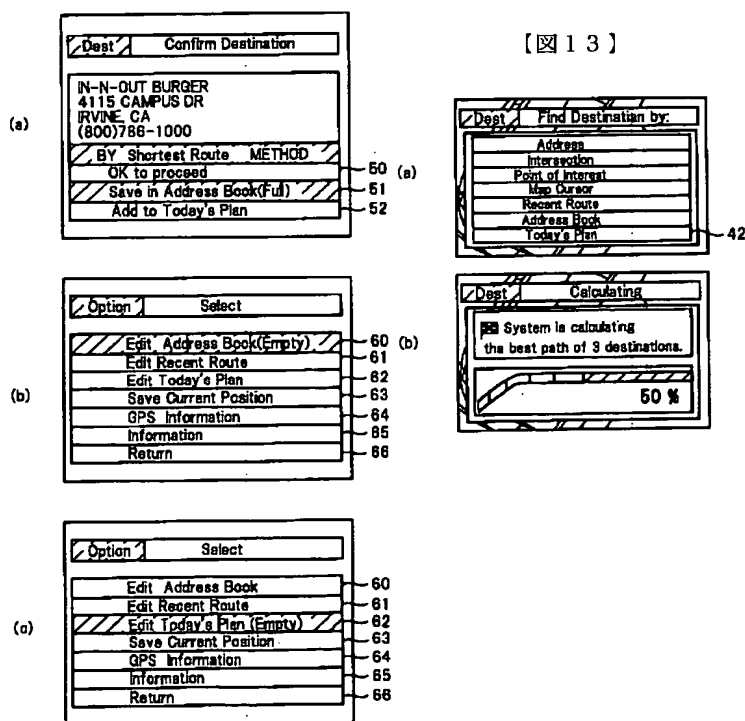 Dest Confirm Destination
IN-N-OUT BURGER
4115 CAMPUS DR
IRVINE, CA
(800)786-1000
BY Shortest Route METHOD
OK to proceed 50
Save in Address Book(Full) 51
Add to Today's Plan 52
(a)
Option Select
Edit Address Book(Empty) 60
Edit Recent Route 61
Edit Today's Plan 62
Save Current Position 63
GPS Information 64
Information 65
Return 66
(b)
Option Select
Edit Address Book 60
Edit Recent Route 61
Edit Today's Plan (Empty) 62
Save Current Position 63
GPS Information 64
Information 65
Return 66
(c)
【図13】
(a)
Dest Find Destination by:
Address
Intersection
Point of Interest
Map Cursor
Recent Route
Address Book
Today's Plan 42
(b)
Dest Calculating
System is calculating
the best path of 3 destinations.
50 %